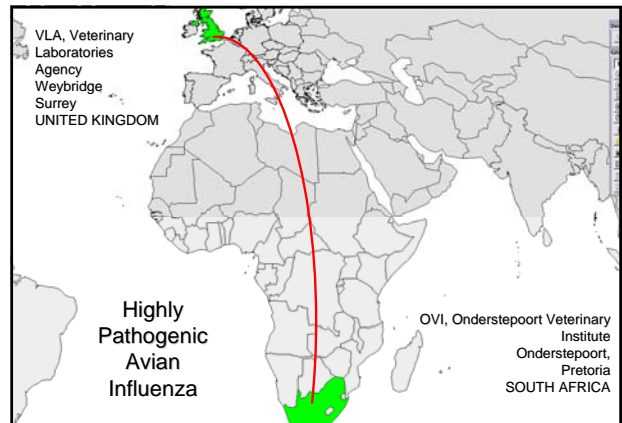 VLA, Veterinary
Laboratories
Agency
Weybridge
Surrey
UNITED KINGDOM
Highly
Pathogenic
Avian
Influenza
OVI, Onderstepoort Veterinary
Institute
Onderstepoort,
Pretoria
SOUTH AFRICA